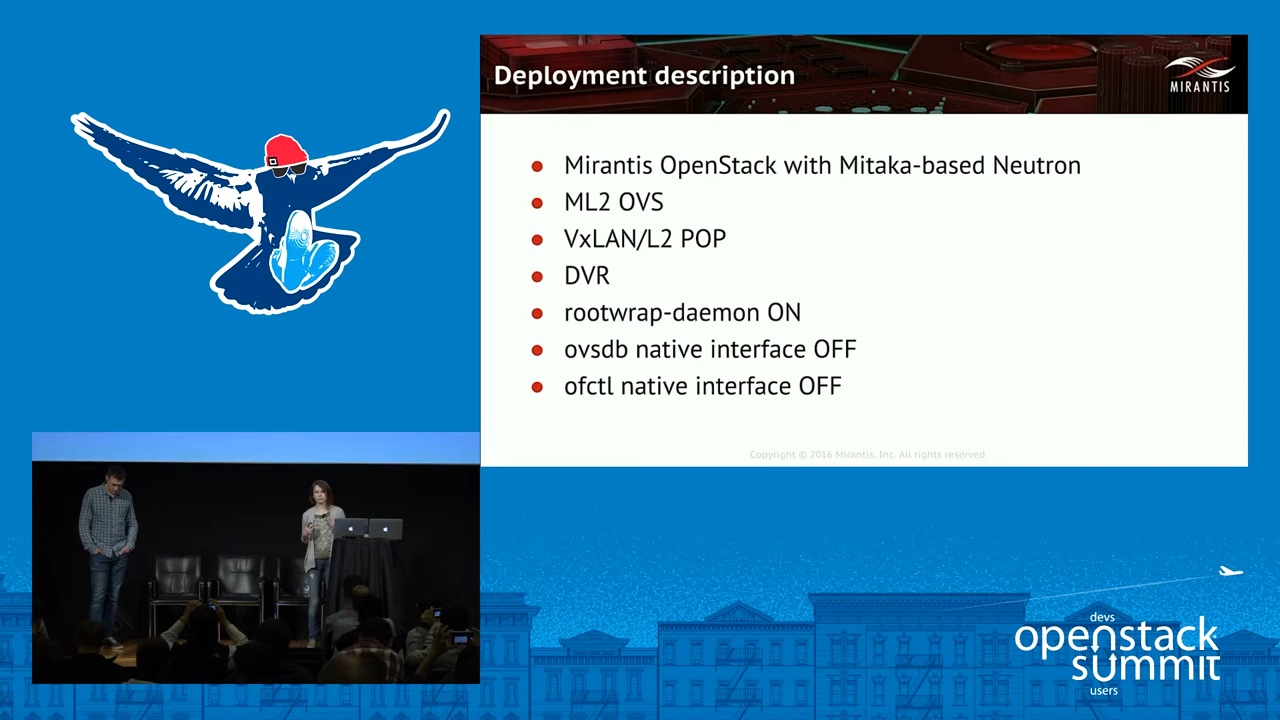 Deployment description
MIRANTIS
Mirantis OpenStack with Mitaka-based Neutron
ML2 OVS
VxLAN/L2 POP
DVR
rootwrap-daemon ON
ovsdb native interface OFF
ofctl native interface OFF
Copyright © 2016 Mirantis, Inc. All rights reserved
devs
openstack
summit
users